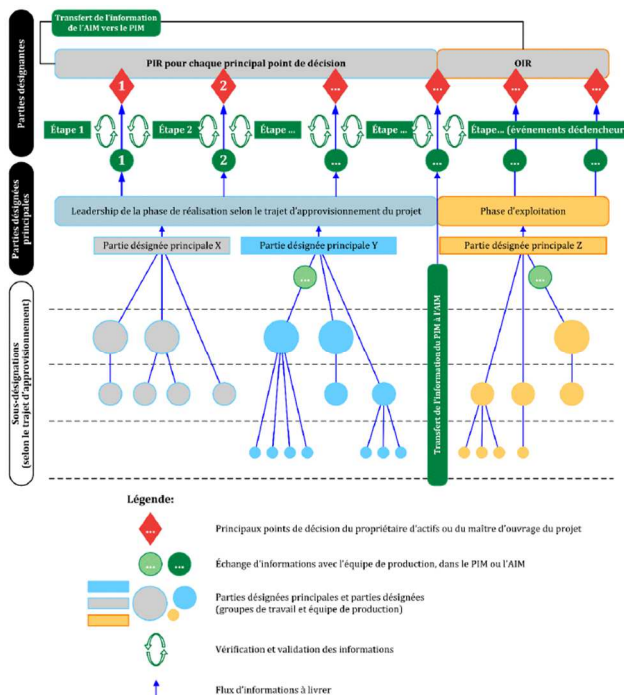 Transfert de l'information
de l'AIM vers le PIM
Parties désignantes
PIR pour chaque principal point de décision
OIR
1
2
...
...
...
...
Étape 1
Étape 2
Étape ...
Étape ...
Étape... (évènements déclencheur
1
2
...
...
...
...
Parties désignées
principales
Leadership de la phase de réalisation selon le trajet d'approvisionnement du projet
Phase d'exploitation
Partie désignée principale X
Partie désignée principale Y
Partie désignée principale Z
...
...
Sous-désignations
(selon le trajet d'approvisionnement)
Transfert de l'information du PIM à l'AIM
Légende:
...
Principaux points de décision du propriétaire d'actifs ou du maître d'ouvrage du projet
...
...
Échange d'informations avec l'équipe de production, dans le PIM ou l'AIM
Parties désignées principales et parties désignées
(groupes de travail et équipe de production)
Vérification et validation des informations
Flux d'informations à livrer